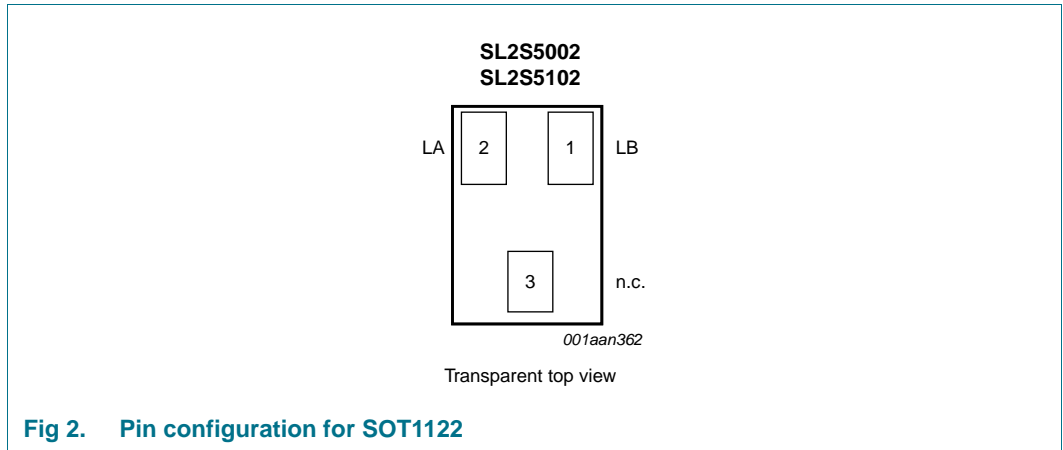 SL2S5002
SL2S5102
LA 2 1 LB
3 n.c.
001aan362
Transparent top view
Fig 2. Pin configuration for SOT1122